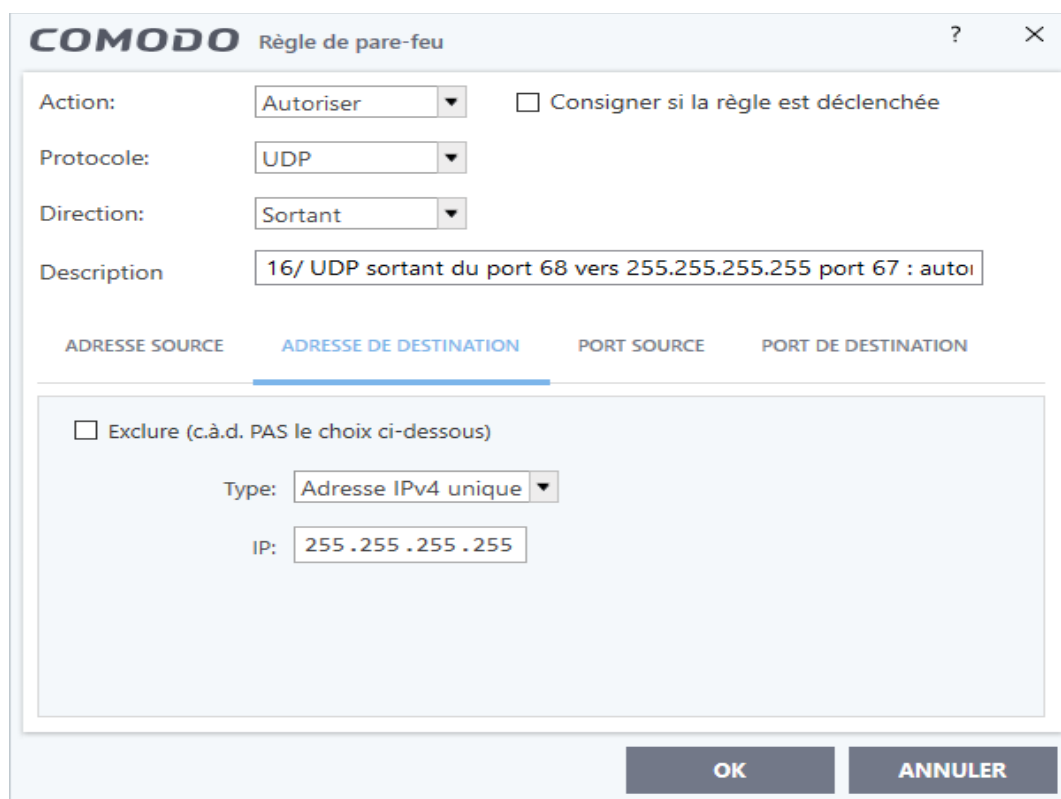 COMODO Règle de pare-feu ?
Action: Autoriser Consigner si la règle est déclenchée
Protocole: UDP
Direction: Sortant
Description 16/ UDP sortant du port 68 vers 255.255.255.255 port 67 :
ADRESSE SOURCE ADRESSE DE DESTINATION PORT SOURCE PORT DE DESTINATION
Exclure (c.à.d. PAS le choix ci-dessous)
Type: Adresse IPv4 unique
IP: 255.255.255.255
OK ANNULER